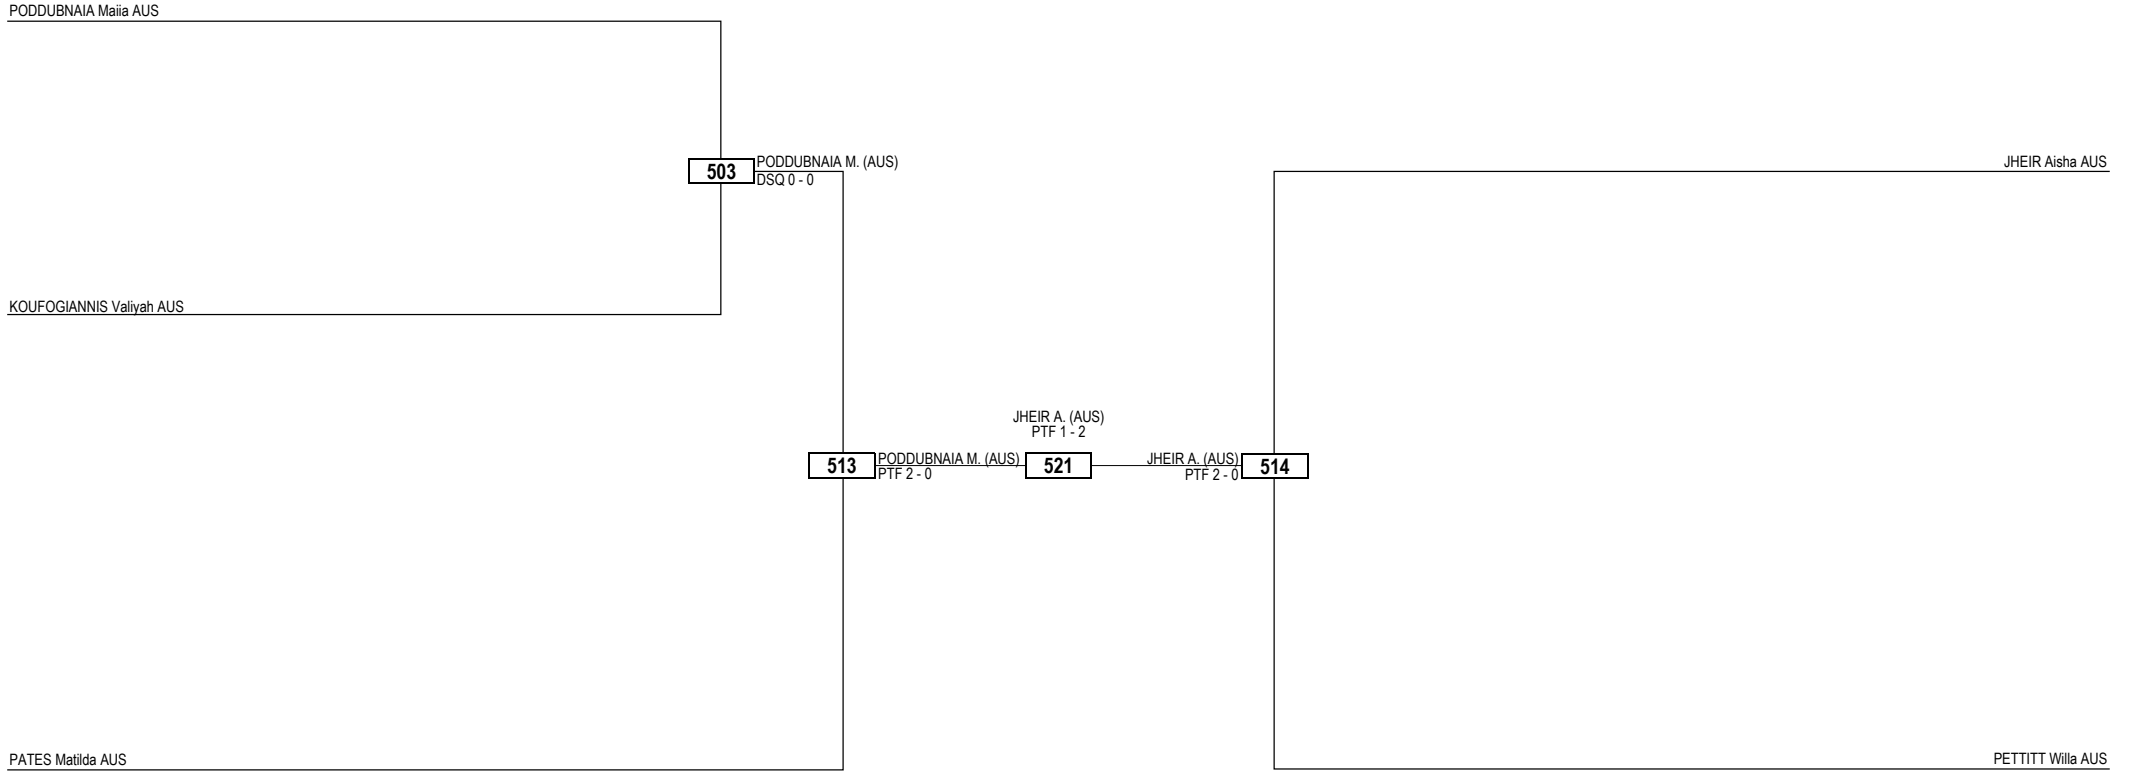 PODDUBNAIA Maiia AUS
503
PODDUBNAIA M. (AUS)
DSQ 0 - 0
JHEIR Aisha AUS
KOUFOGIANNIS Valiyah AUS
JHEIR A. (AUS)
PTF 1 - 2
513
PODDUBNAIA M. (AUS)
PTF 2 - 0
521
JHEIR A. (AUS)
PTF 2 - 0
514
PATES Matilda AUS
PETTITT Willa AUS